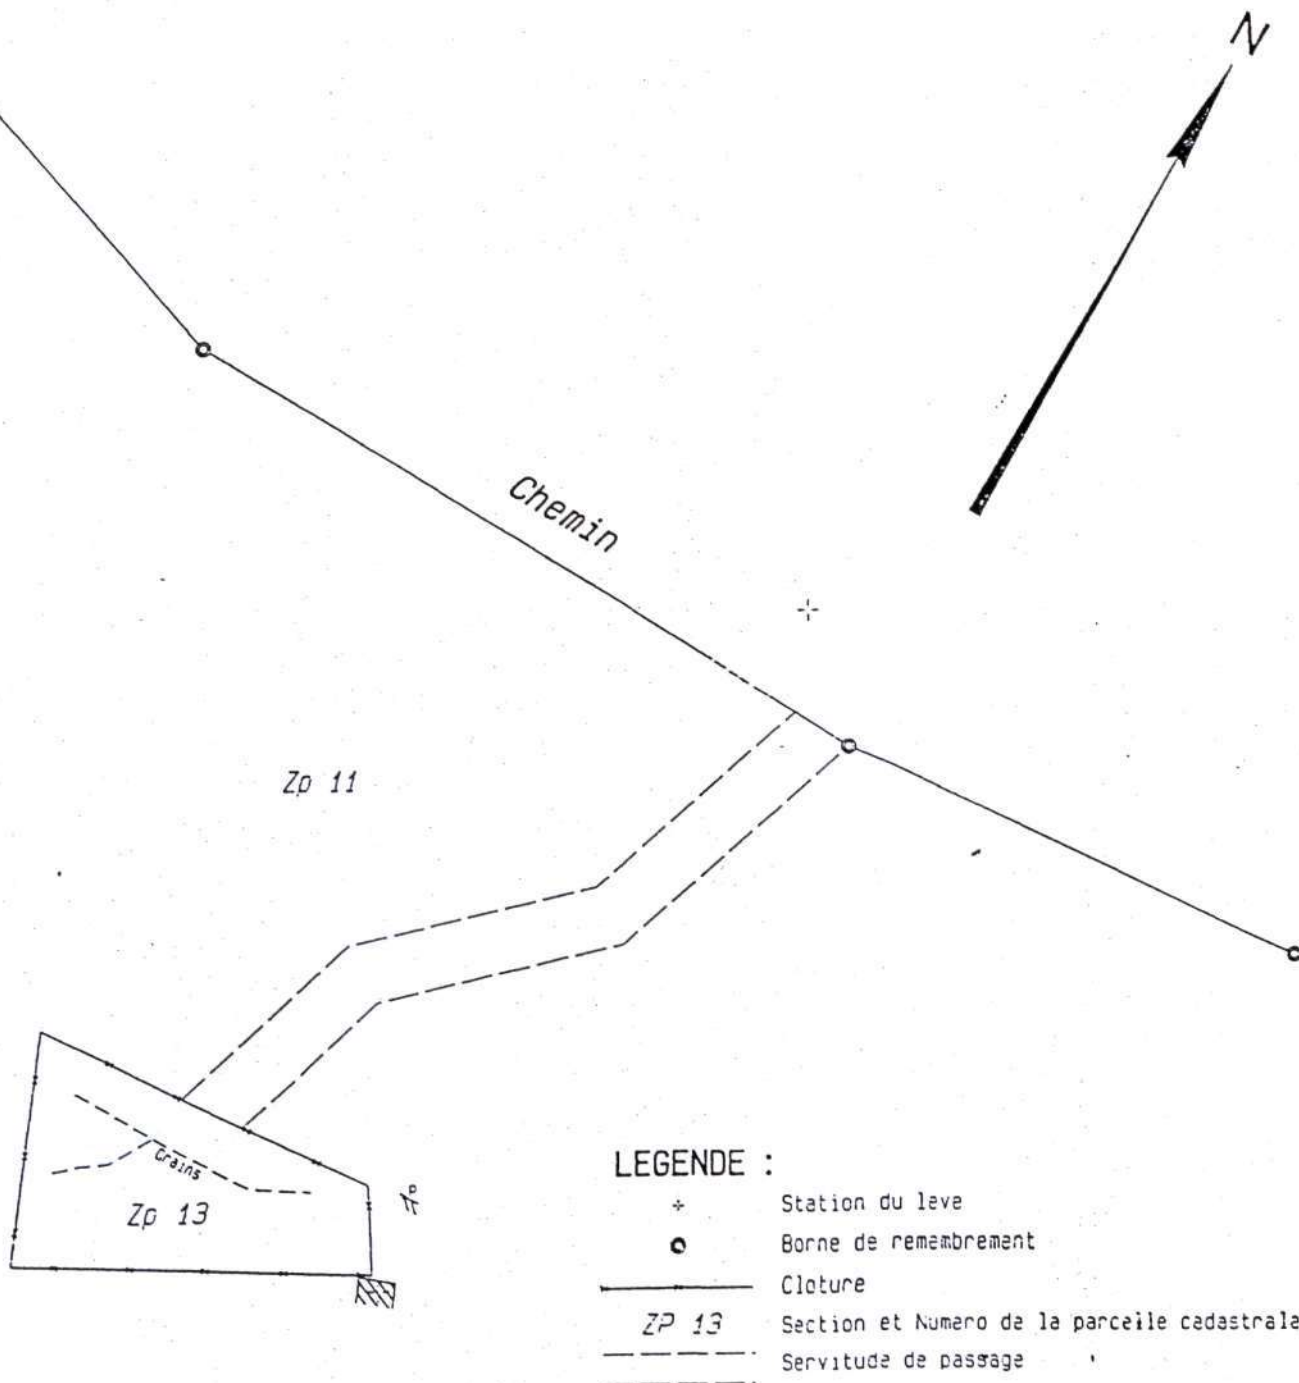 N
Chemin
Zp 11
Drains
Zp 13
LEGENDE :
Station du leve
Borne de remembrement
Cloture
ZP 13 Section et Numero de la parcelle cadastrale
Servitude de passage